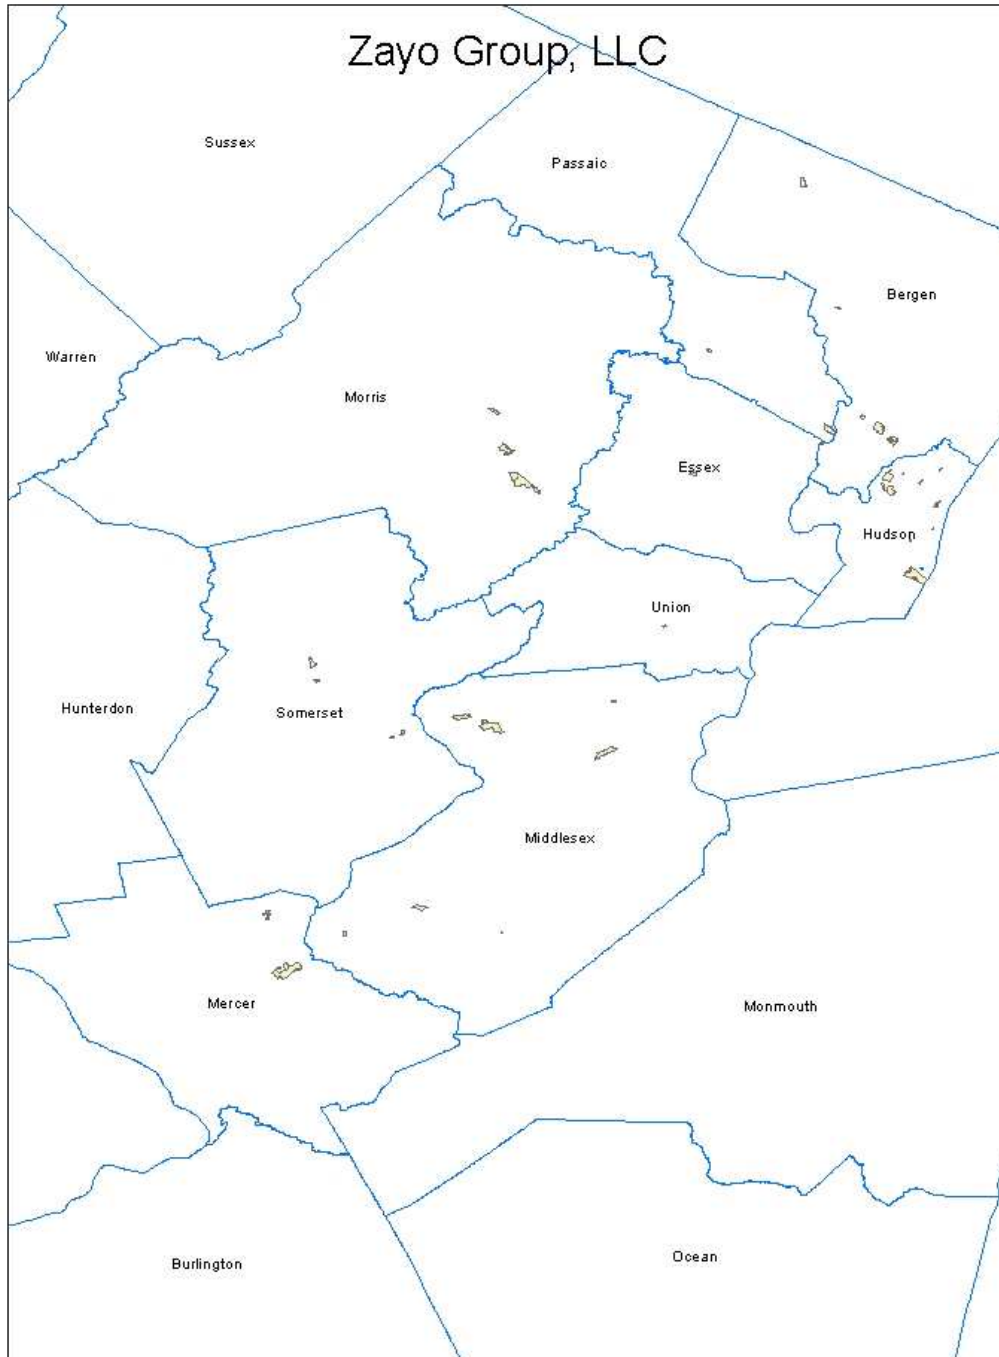 Zayo Group, LLC
Sussex
Passaic
Bergen
Warren
Morris
Essex
Hudson
Union
Hunterdon
Somerset
Middlesex
Mercer
Monmouth
Ocean
Burlington